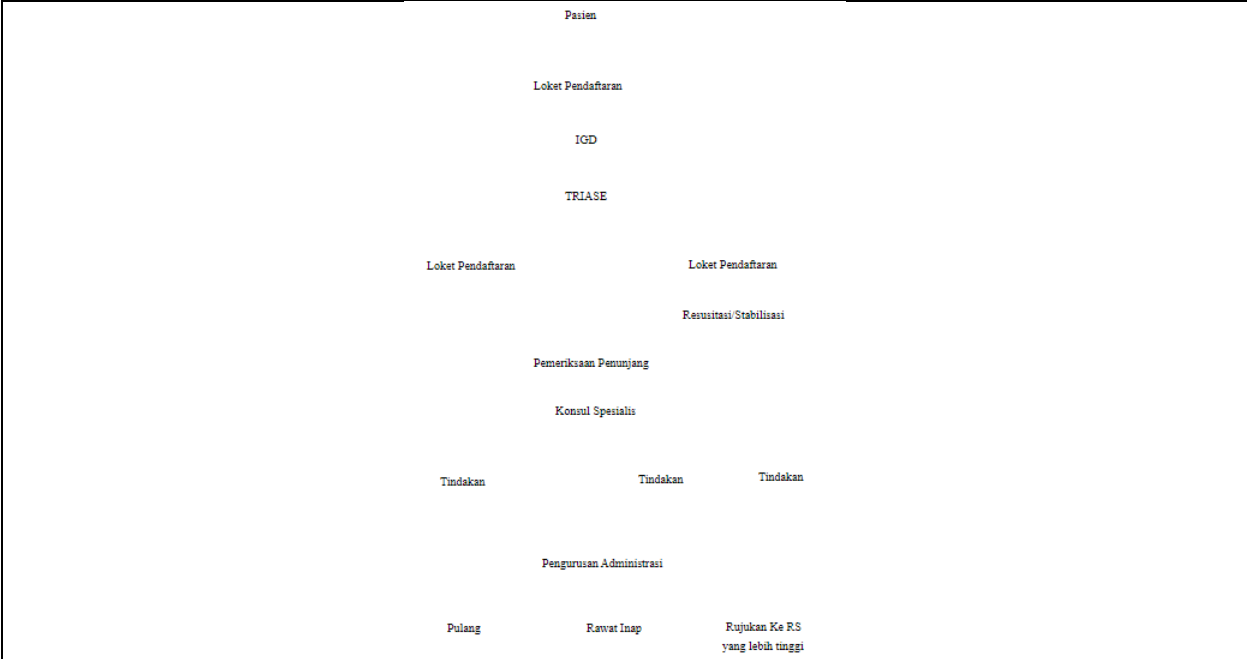 Pasien
Loket Pendaftaran
IGD
TRIASE
Loket Pendaftaran
Loket Pendaftaran
Resusitasi/Stabilisasi
Pemeriksaan Penunjang
Konsul Spesialis
Tindakan
Tindakan
Tindakan
Pengurusan Administrasi
Pulang
Rawat Inap
Rujukan Ke RS
yang lebih tinggi